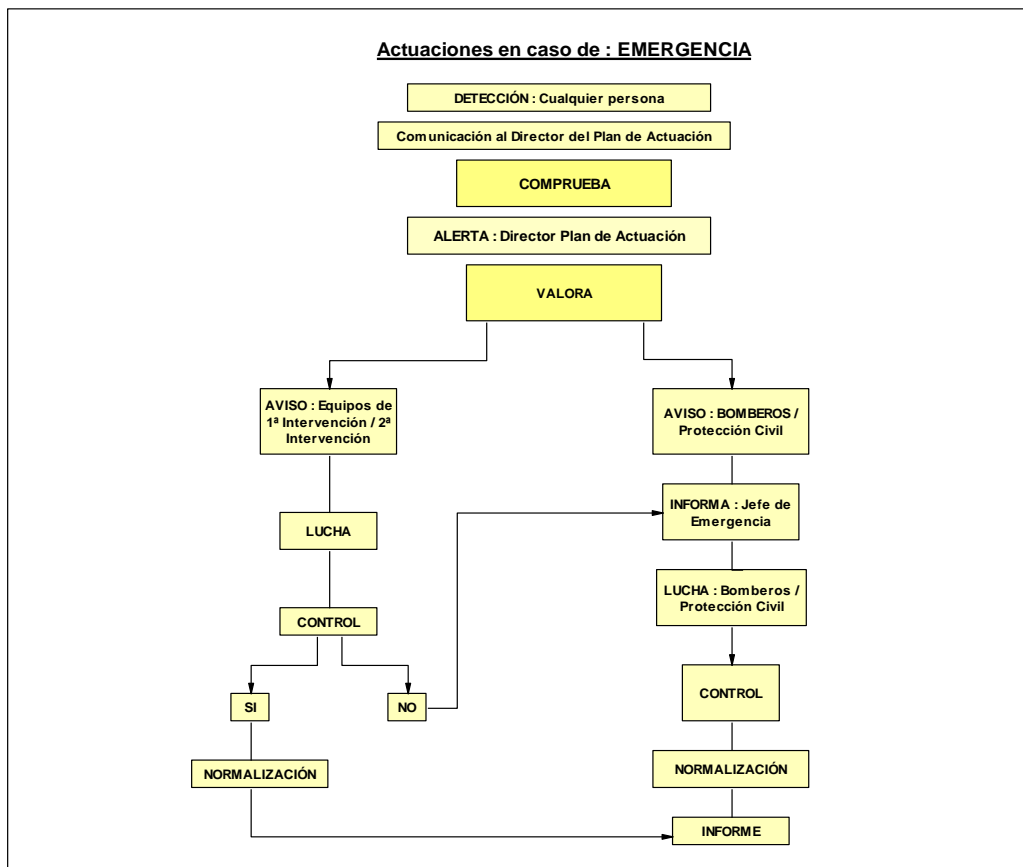 Actuaciones en caso de : EMERGENCIA
DETECCIÓN : Cualquier persona
Comunicación al Director del Plan de Actuación
COMPRUEBA
ALERTA : Director Plan de Actuación
VALORA
AVISO : Equipos de
1ª Intervención / 2ª
Intervención
LUCHA
CONTROL
SI
NO
NORMALIZACIÓN
AVISO : BOMBEROS /
Protección Civil
INFORMA : Jefe de
Emergencia
LUCHA : Bomberos /
Protección Civil
CONTROL
NORMALIZACIÓN
INFORME